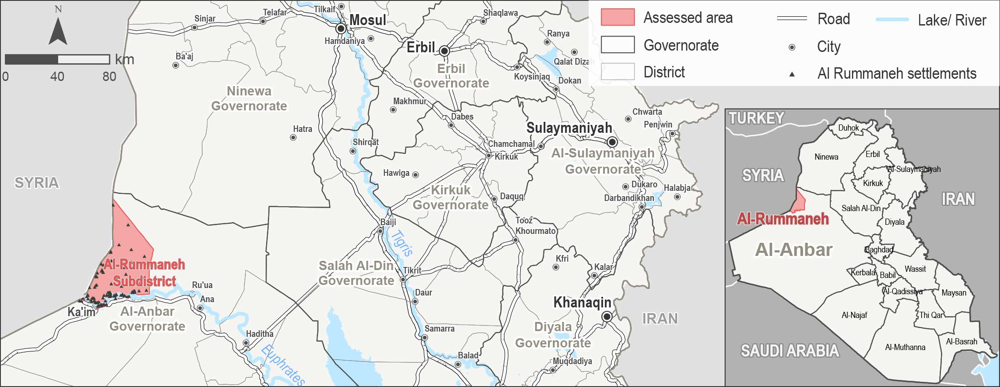 N
km
0 40 80
Assessed area
Governorate
District
Road
City
Al Rummaneh settlements
Lake/ River
Telafar
Tilkaif
Sinjar
Mosul
Hamdaniya
Shaqlawa
Ba'aj
Erbil
Erbil
Governorate
Ranya
Qalat Dizah
Koysinjaq
Dokan
Ninewa
Governorate
Makhmur
Dabes
Chwarta
Penjwin
Hatra
Sulaymaniyah
Shirqat
Chamchamal
Kirkuk
Al-Sulaymaniyah
Governorate
Hawiga
SYRIA
Kirkuk
Governorate
Dukaro
Halabja
Daquq
Darbandikhan
Baiji
Tooz
Khourmato
Tigris
Al-Rummaneh
Subdistrict
Salah Al-Din
Governorate
Tikrit
Kfri
Kalar
Ru'ua
Ana
Daur
Ka'im
Al-Anbar
Governorate
Khanaqin
IRAN
Haditha
Samarra
Diyala
Governorate
Euphrates
Balad
Muqdadiya
TURKEY
Duhok
Ninewa
Erbil
SYRIA
Al-Sulaymaniyah
Kirkuk
IRAN
Salah Al-Din
Al-Rummaneh
Diyala
Al-Anbar
Baghdad
Wassit
Kerbala
Babil
Al-Qadissiya
Maysan
Al-Najaf
Thi Qar
Al-Basrah
Al-Muthanna
SAUDI ARABIA